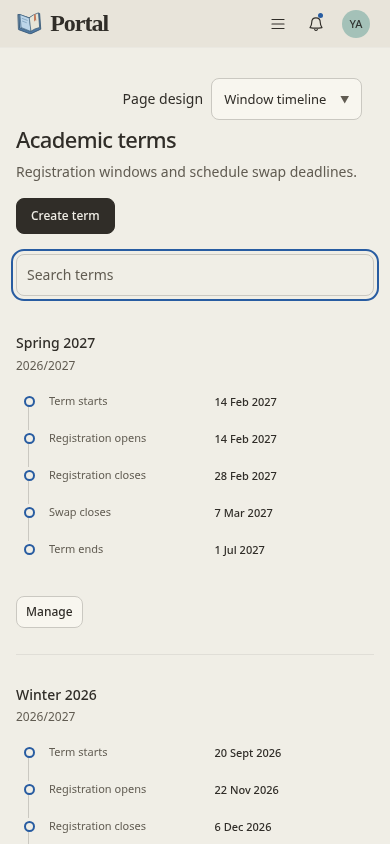 Portal
YA
Page design
Window timeline
Academic terms
Registration windows and schedule swap deadlines.
Create term
Search terms
Spring 2027
2026/2027
Term starts 14 Feb 2027
Registration opens 14 Feb 2027
Registration closes 28 Feb 2027
Swap closes 7 Mar 2027
Term ends 1 Jul 2027
Manage
Winter 2026
2026/2027
Term starts 20 Sept 2026
Registration opens 22 Nov 2026
Registration closes 6 Dec 2026